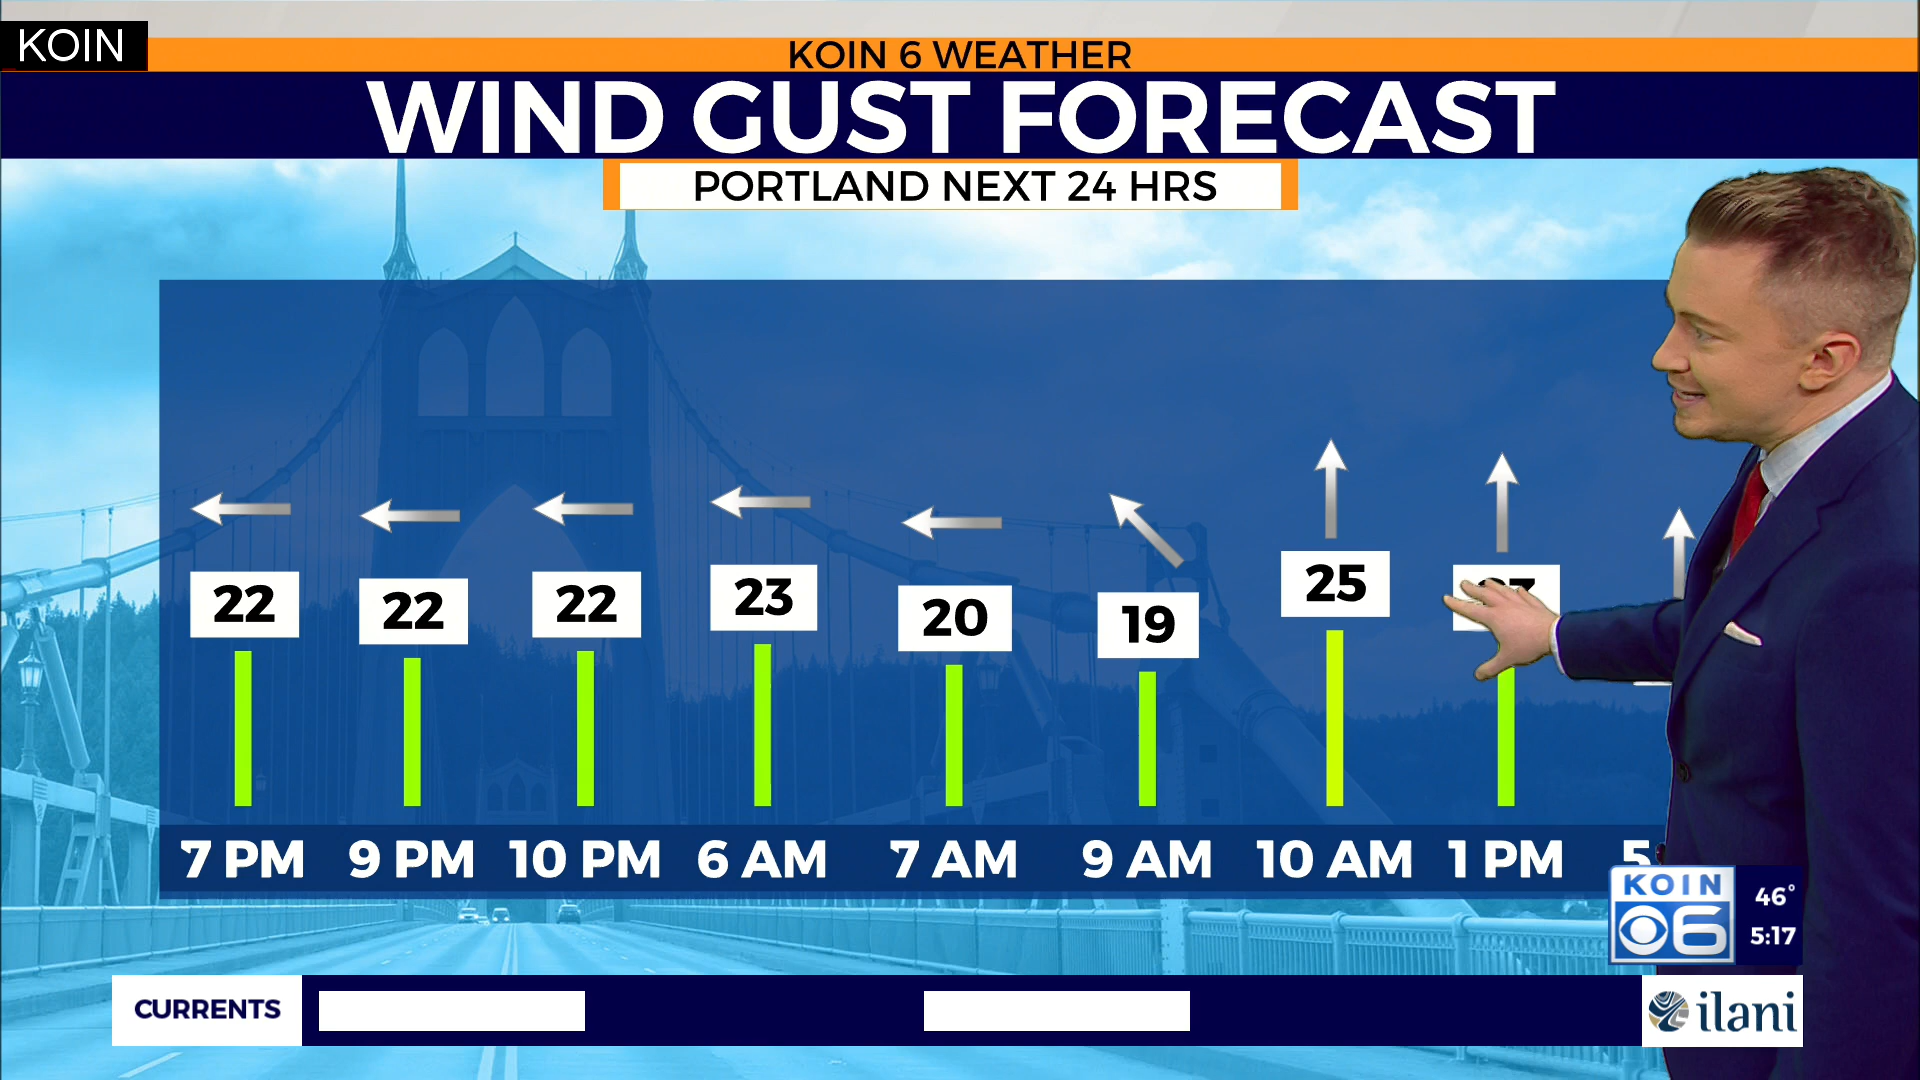 KOIN
KOIN 6 WEATHER
WIND GUST FORECAST
PORTLAND NEXT 24 HRS
22
22
22
23
20
19
25
7 PM
9 PM
10 PM
6 AM
7 AM
9 AM
10 AM
1 PM
5
KOIN
6
46°
5:17
CURRENTS
ilani